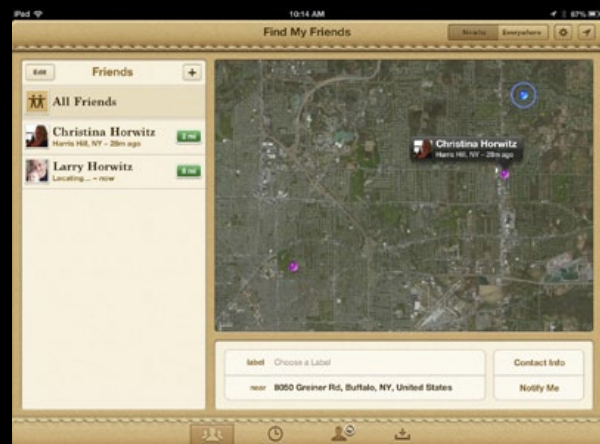 iPad
10:14 AM
87%
Find My Friends
Nearby
Everywhere
Edit
Friends
+
All Friends
Christina Horwitz
Harris Hill, NY – 28m ago
2 mi
Larry Horwitz
Locating... – now
8 mi
Christina Horwitz
Harris Hill, NY – 28m ago
label Choose a Label
near 8050 Greiner Rd, Buffalo, NY, United States
Contact Info
Notify Me